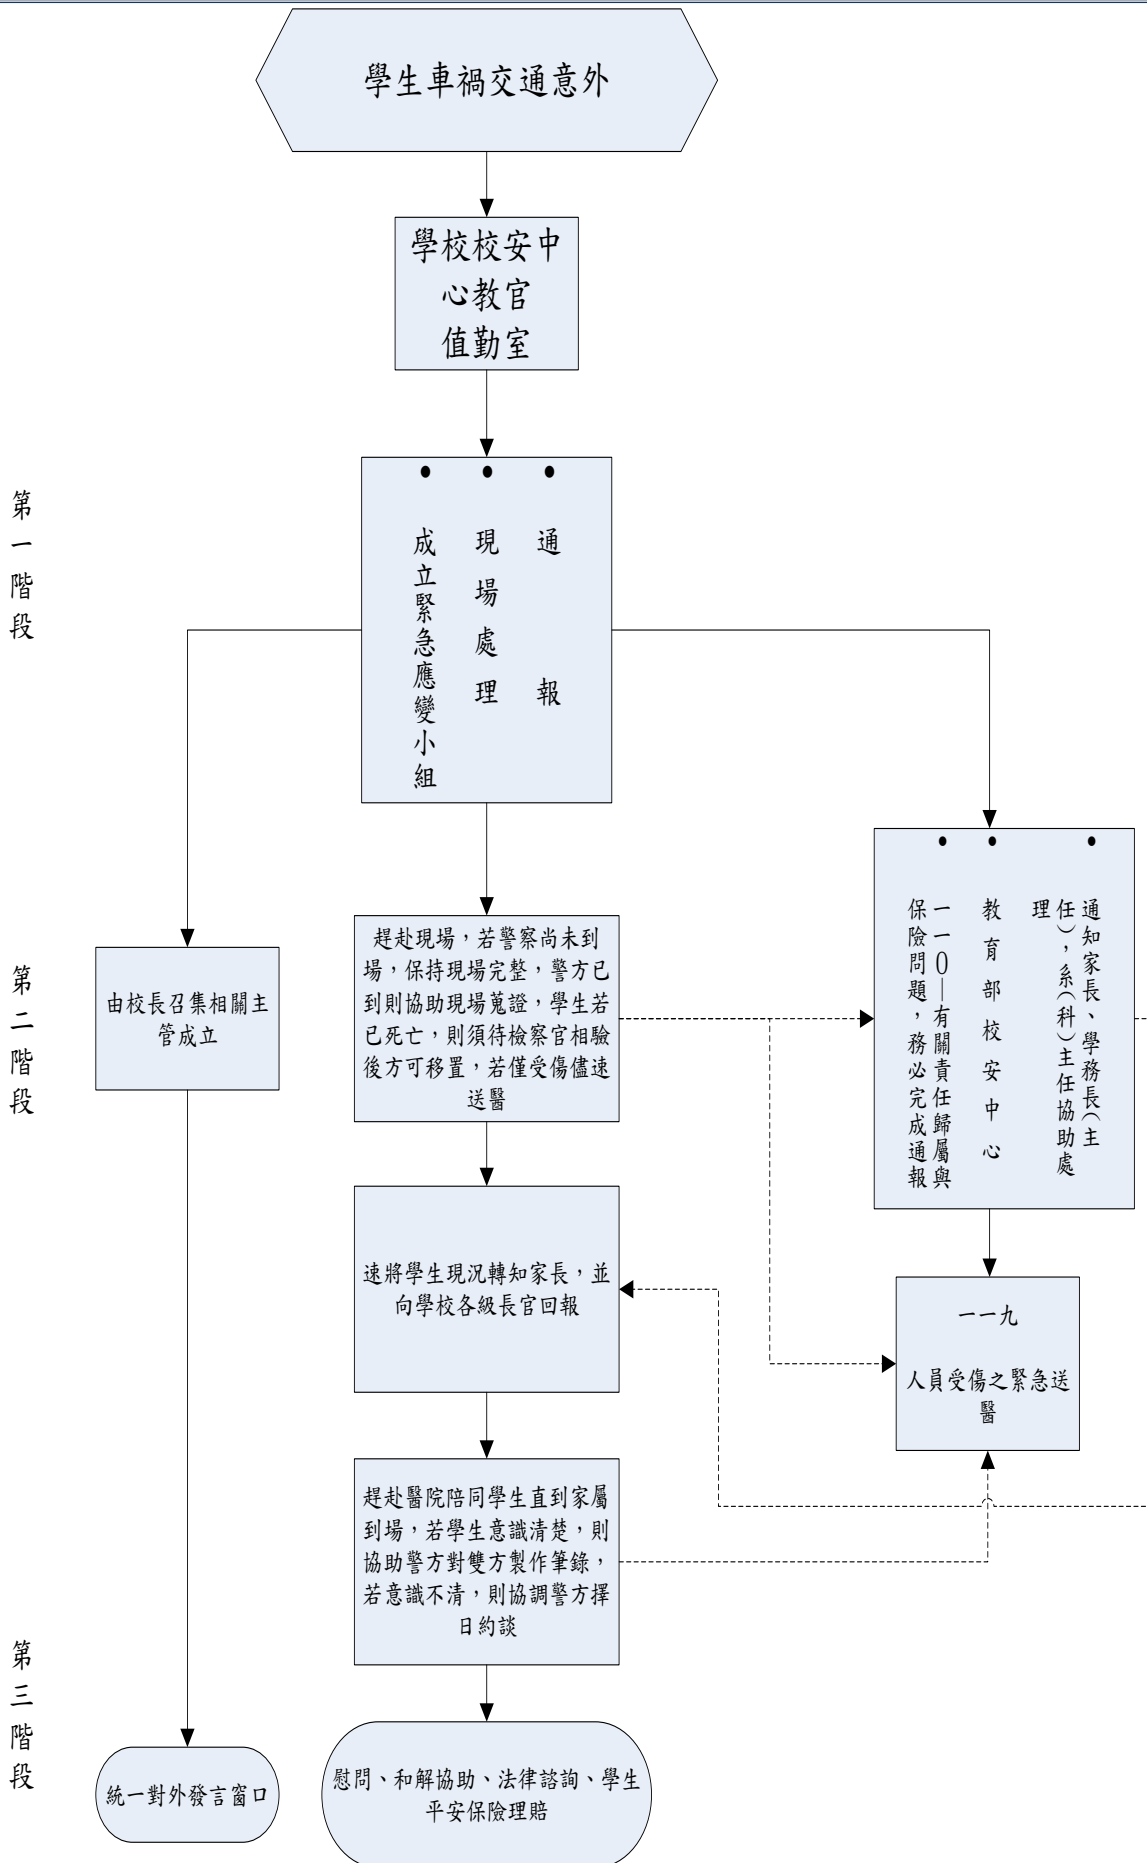 學生車禍交通意外
學校校安中
心教官
值勤室
第一階段
通報
現場處理
成立緊急應變小組
通知家長、學務長(主
任)，系(科)主任協助處
理
教育部校安中心
一一０—有關責任歸屬與
保險問題，務必完成通報
第二階段
由校長召集相關主
管成立
趕赴現場，若警察尚未到
場，保持現場完整，警方已
到則協助現場蒐證，學生若
已死亡，則須待檢察官相驗
後方可移置，若僅受傷儘速
送醫
速將學生現況轉知家長，並
向學校各級長官回報
一一九
人員受傷之緊急送
醫
趕赴醫院陪同學生直到家屬
到場，若學生意識清楚，則
協助警方對雙方製作筆錄，
若意識不清，則協調警方擇
日約談
第三階段
統一對外發言窗口
慰問、和解協助、法律諮詢、學生
平安保險理賠